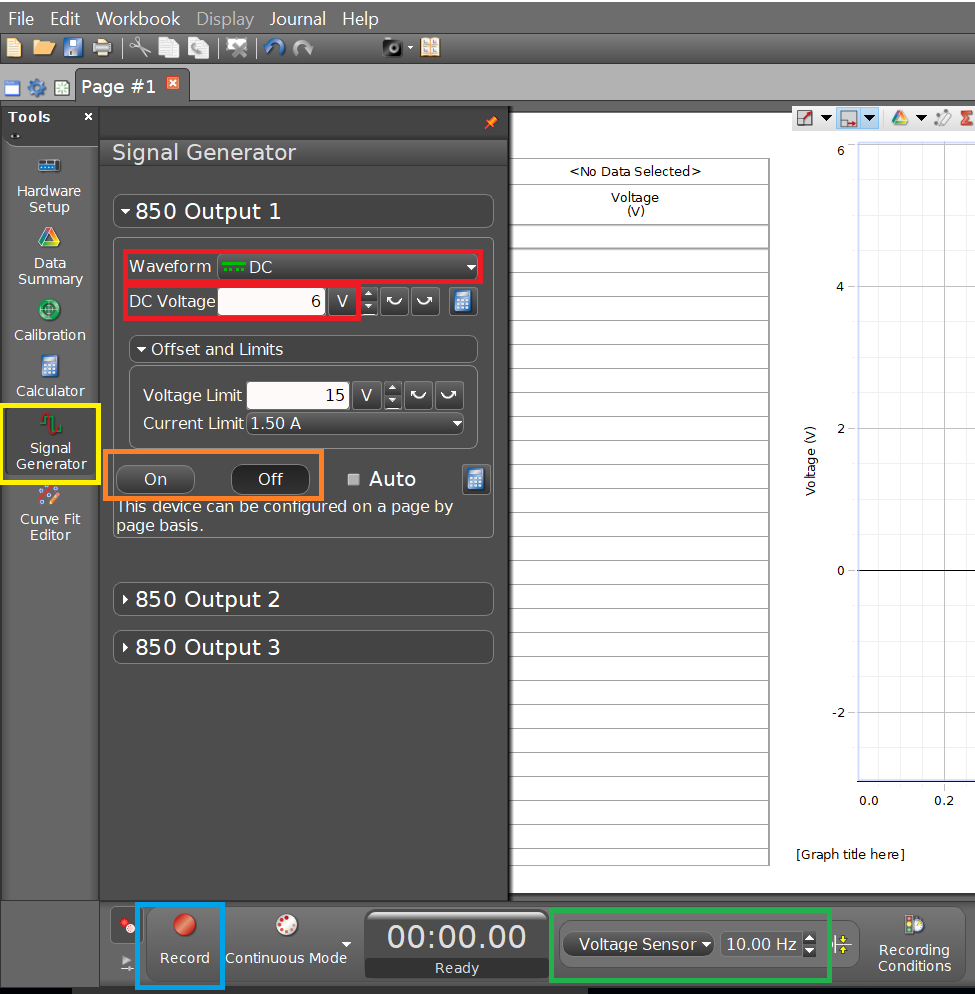 File Edit Workbook Display Journal Help
Page #1
Tools
Signal Generator
Hardware
Setup
Data
Summary
Calibration
Calculator
Signal
Generator
Curve Fit
Editor
850 Output 1
Waveform DC
DC Voltage 6 V
Offset and Limits
Voltage Limit 15 V
Current Limit 1.50 A
On Off Auto
This device can be configured on a page by
page basis.
850 Output 2
850 Output 3
<No Data Selected>
Voltage
(V)
6
4
2
0
-2
Voltage (V)
0.0 0.2
[Graph title here]
Record
Continuous Mode
00:00.00
Ready
Voltage Sensor 10.00 Hz
Recording
Conditions